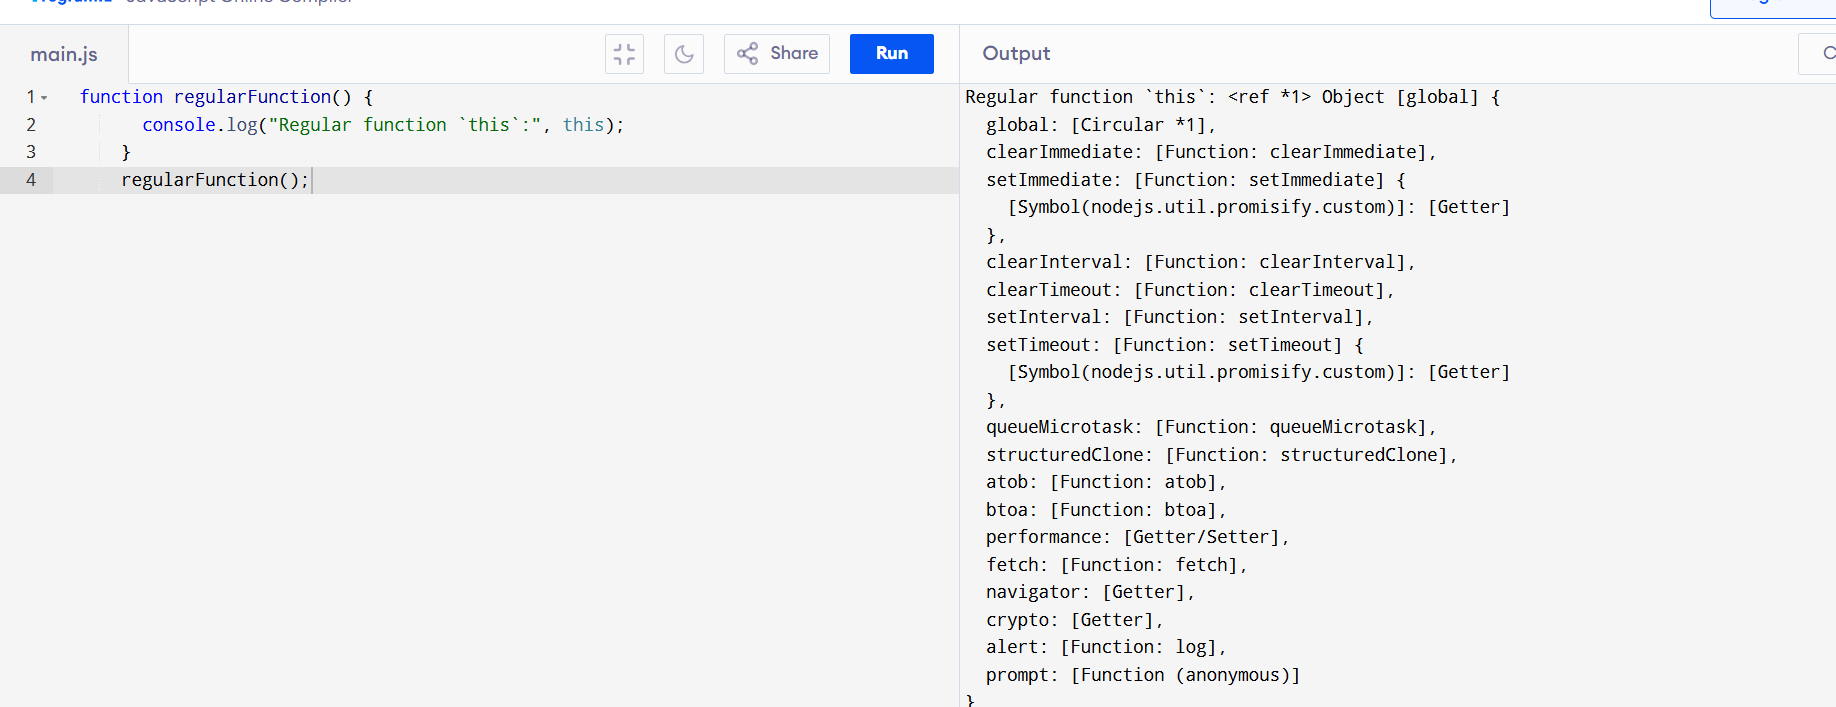 JavaScript Online Compiler
main.js
Share
Run
Output
C
1 function regularFunction() {
2 console.log("Regular function `this`:", this);
3 }
4 regularFunction();
Regular function `this`: <ref *1> Object [global] {
global: [Circular *1],
clearImmediate: [Function: clearImmediate],
setImmediate: [Function: setImmediate] {
[Symbol(nodejs.util.promisify.custom)]: [Getter]
},
clearInterval: [Function: clearInterval],
clearTimeout: [Function: clearTimeout],
setInterval: [Function: setInterval],
setTimeout: [Function: setTimeout] {
[Symbol(nodejs.util.promisify.custom)]: [Getter]
},
queueMicrotask: [Function: queueMicrotask],
structuredClone: [Function: structuredClone],
atob: [Function: atob],
btoa: [Function: btoa],
performance: [Getter/Setter],
fetch: [Function: fetch],
navigator: [Getter],
crypto: [Getter],
alert: [Function: log],
prompt: [Function (anonymous)]
}